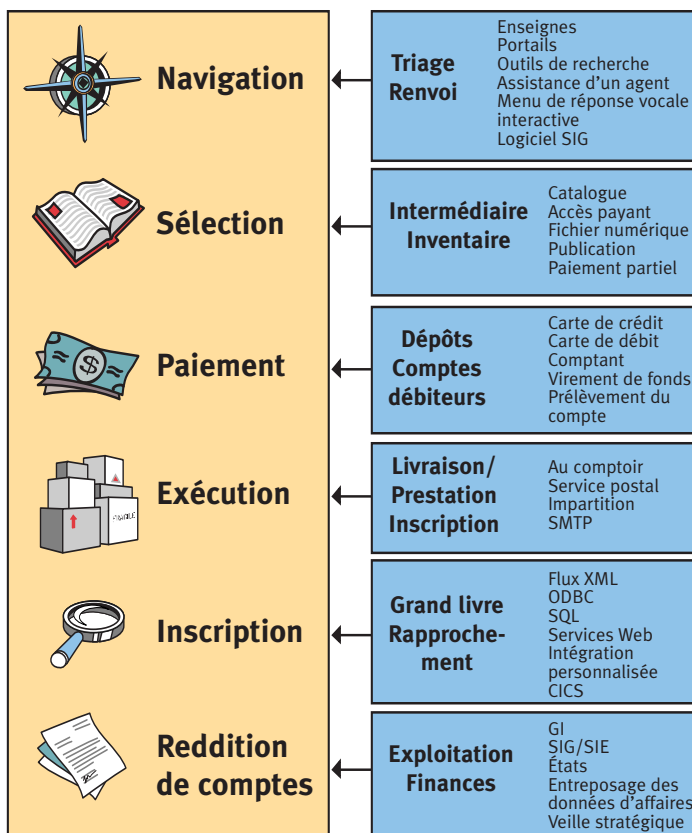 Navigation
Triage
Renvoi
Enseignes
Portails
Outils de recherche
Assistance d'un agent
Menu de réponse vocale
interactive
Logiciel SIG
Sélection
Intermédiaire
Inventaire
Catalogue
Accès payant
Fichier numérique
Publication
Paiement partiel
$
Paiement
Dépôts
Comptes
débiteurs
Carte de crédit
Carte de débit
Comptant
Virement de fonds
Prélèvement du
compte
Exécution
Livraison/
Prestation
Inscription
Au comptoir
Service postal
Impartition
SMTP
Inscription
Grand livre
Rapproche-
ment
Flux XML
ODBC
SQL
Services Web
Intégration
personnalisée
CICS
Reddition
de comptes
Exploitation
Finances
GI
SIG/SIE
États
Entreposage des
données d'affaires
Veille stratégique